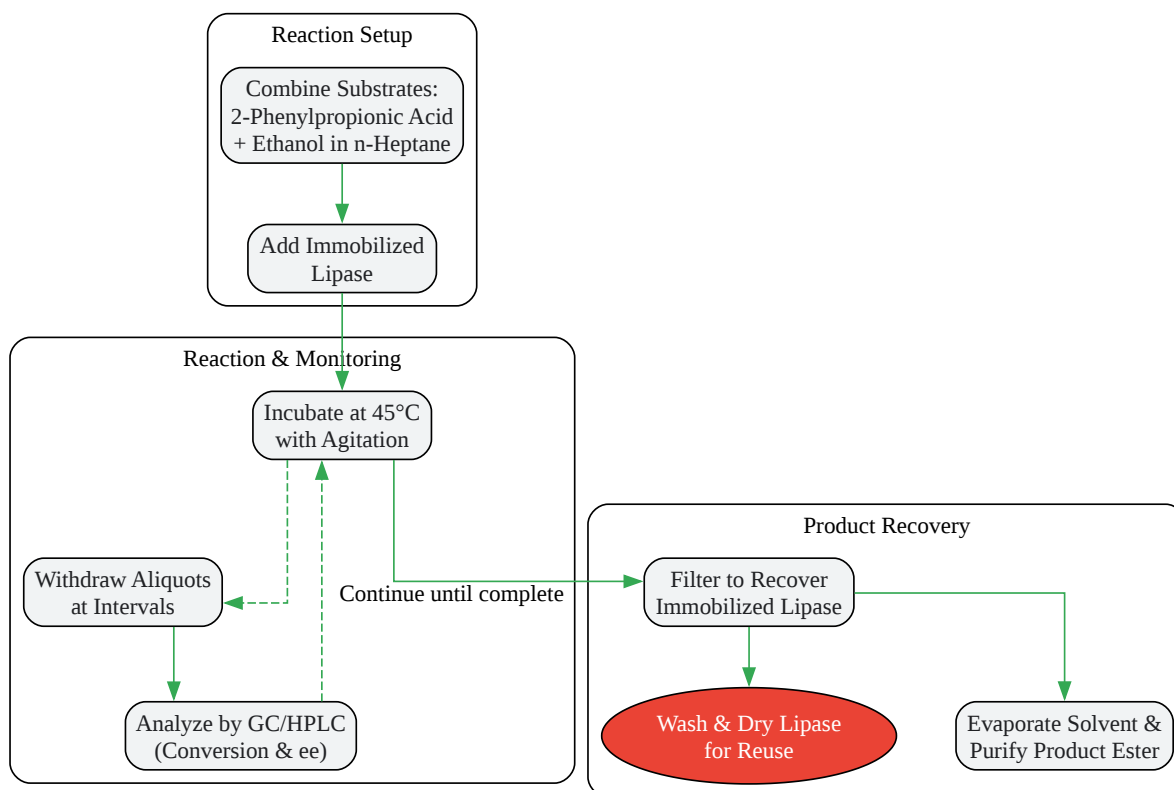 Reaction Setup
Combine Substrates:
2-Phenylpropionic Acid
+ Ethanol in n-Heptane
Add Immobilized
Lipase
Reaction & Monitoring
Incubate at 45°C
with Agitation
Withdraw Aliquots
at Intervals
Analyze by GC/HPLC
(Conversion & ee)
Continue until complete
Product Recovery
Filter to Recover
Immobilized Lipase
Wash & Dry Lipase
for Reuse
Evaporate Solvent &
Purify Product Ester